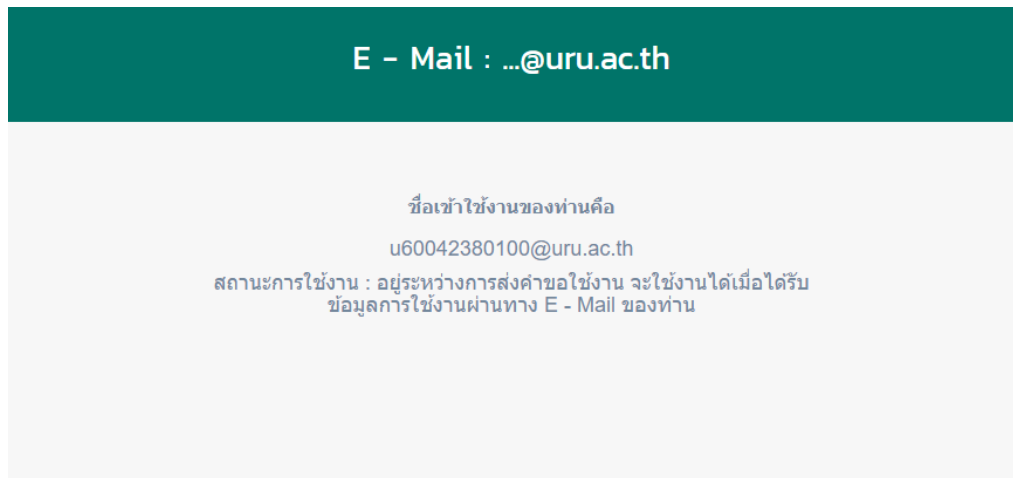 E - Mail : ...@uru.ac.th
ชื่อเข้าใช้งานของท่านคือ
u60042380100@uru.ac.th
สถานะการใช้งาน : อยู่ระหว่างการส่งคำขอใช้งาน จะใช้งานได้เมื่อได้รับ
ข้อมูลการใช้งานผ่านทาง E - Mail ของท่าน